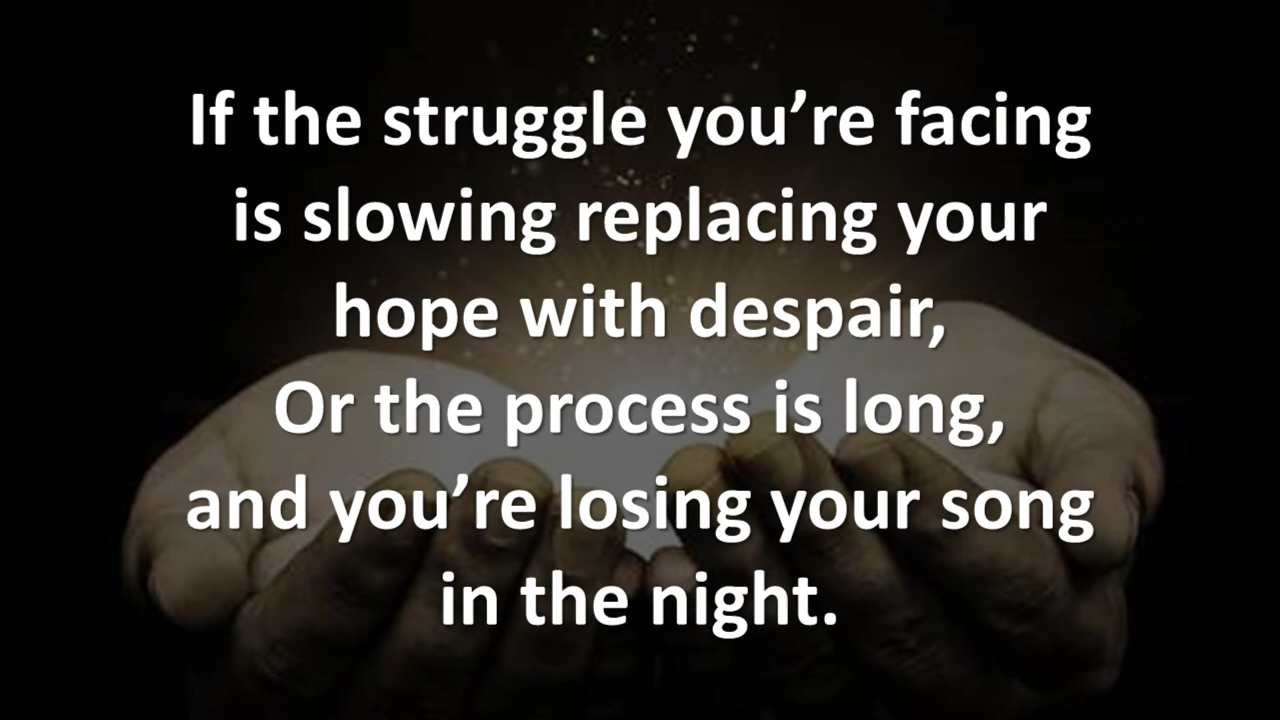 If the struggle you’re facing
is slowing replacing your
hope with despair,
Or the process is long,
and you’re losing your song
in the night.